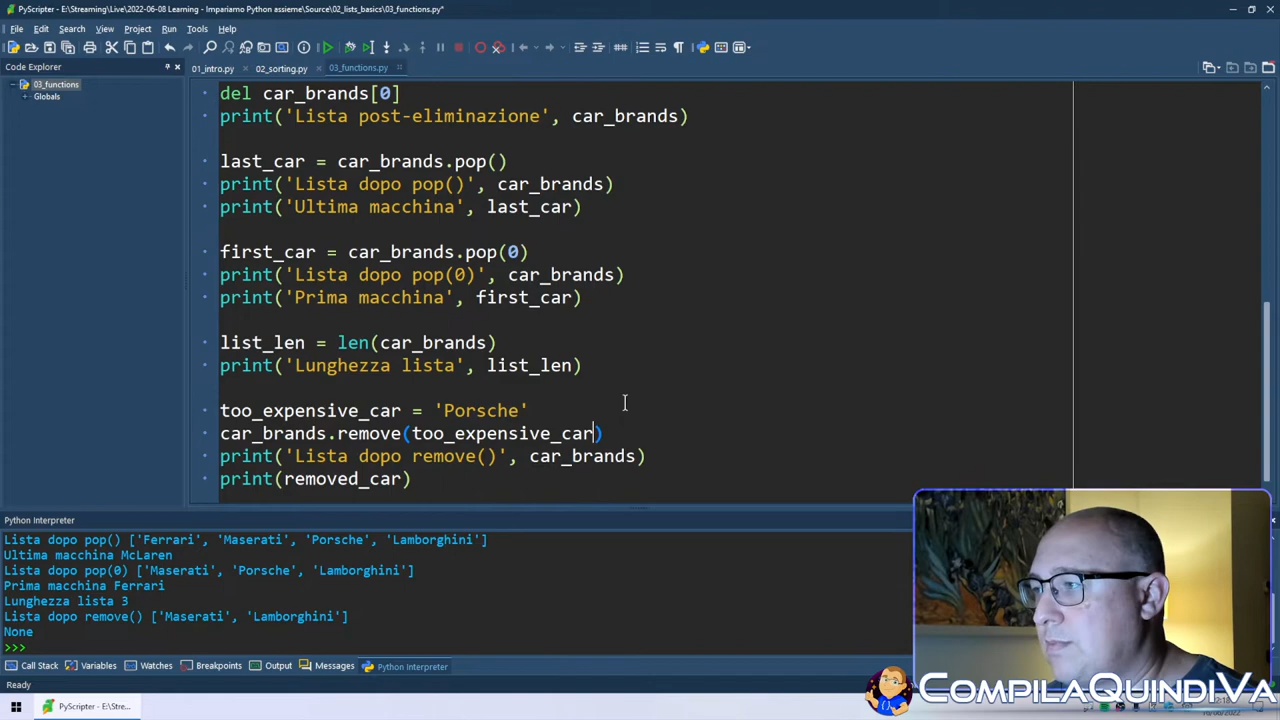 PyScripter - E:\Streaming\Live\2022-06-08 Learning - Impariamo Python assieme\Source\02_lists_basics\03_functions.py*
File Edit Search View Project Run Tools Help
Code Explorer
01_intro.py 02_sorting.py 03_functions.py
03_functions
Globals
del car_brands[0]
print('Lista post-eliminazione', car_brands)
last_car = car_brands.pop()
print('Lista dopo pop()', car_brands)
print('Ultima macchina', last_car)
first_car = car_brands.pop(0)
print('Lista dopo pop(0)', car_brands)
print('Prima macchina', first_car)
list_len = len(car_brands)
print('Lunghezza lista', list_len)
too_expensive_car = 'Porsche'
car_brands.remove(too_expensive_car)
print('Lista dopo remove()', car_brands)
print(removed_car)
Python Interpreter
Lista dopo pop() ['Ferrari', 'Maserati', 'Porsche', 'Lamborghini']
Ultima macchina McLaren
Lista dopo pop(0) ['Maserati', 'Porsche', 'Lamborghini']
Prima macchina Ferrari
Lunghezza lista 3
Lista dopo remove() ['Maserati', 'Lamborghini']
None
>>>
Call Stack Variables Watches Breakpoints Output Messages Python Interpreter
Ready
COMPILAQUINDIVA
PyScripter - E:\Stre...